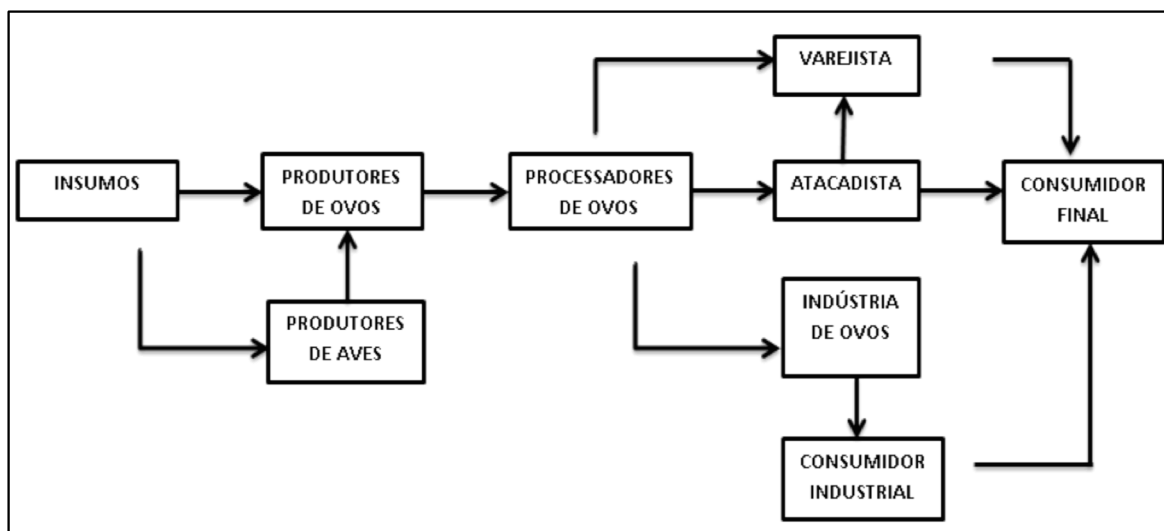 VAREJISTA
INSUMOS
PRODUTORES
DE OVOS
PROCESSADORES
DE OVOS
ATACADISTA
CONSUMIDOR
FINAL
PRODUTORES
DE AVES
INDÚSTRIA
DE OVOS
CONSUMIDOR
INDUSTRIAL